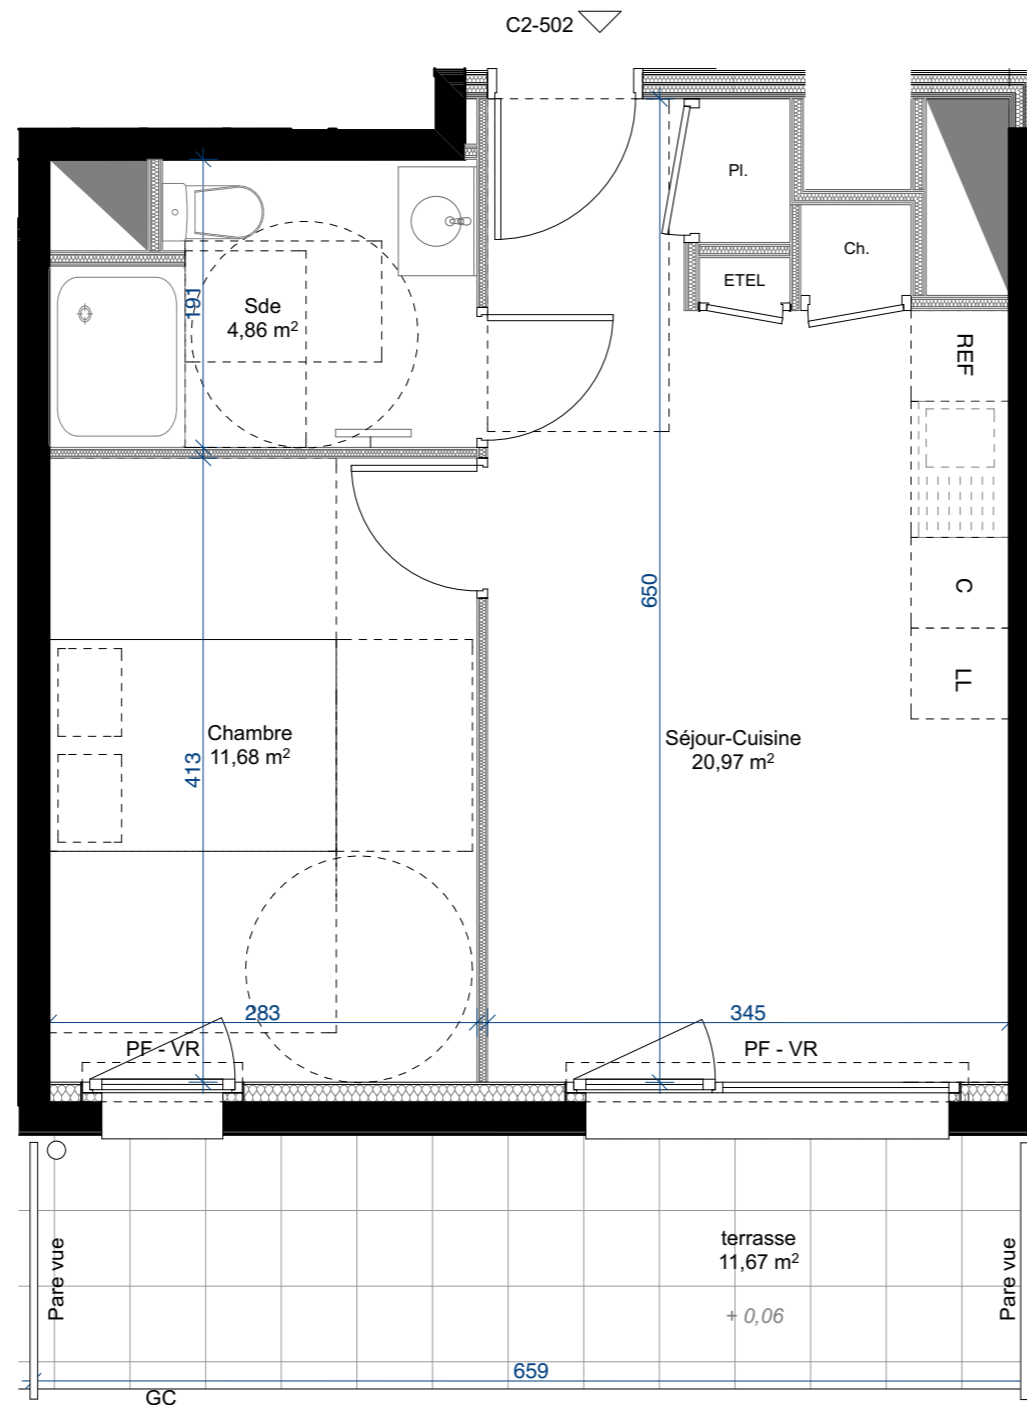 C2-502
Pl.
Ch.
ETEL
Sde
4,86 m²
191
REF
C
LL
650
Chambre
11,68 m²
413
Séjour-Cuisine
20,97 m²
283
345
PF - VR
PF - VR
Pare vue
terrasse
11,67 m²
+ 0,06
Pare vue
659
GC